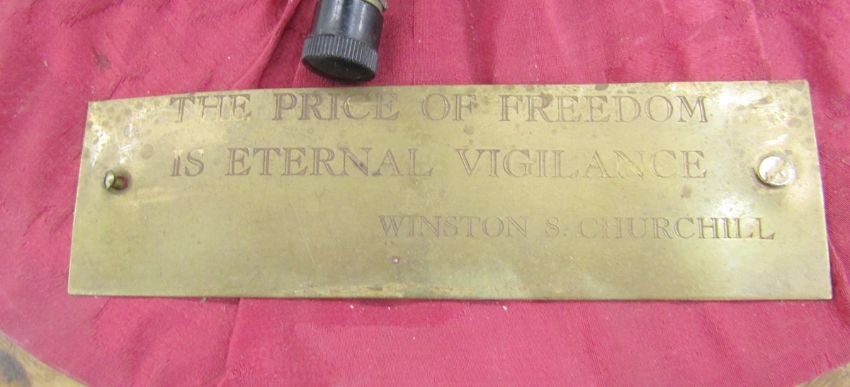 THE PRICE OF FREEDOM
IS ETERNAL VIGILANCE
WINSTON S. CHURCHILL